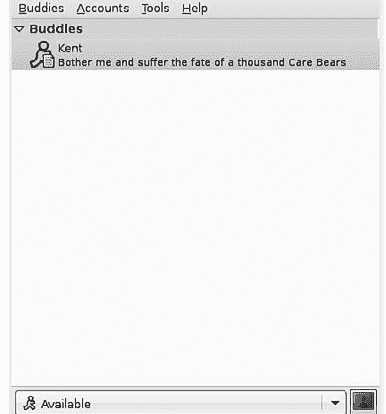 Buddies Accounts Tools Help
Buddies
Kent
Bother me and suffer the fate of a thousand Care Bears
Available